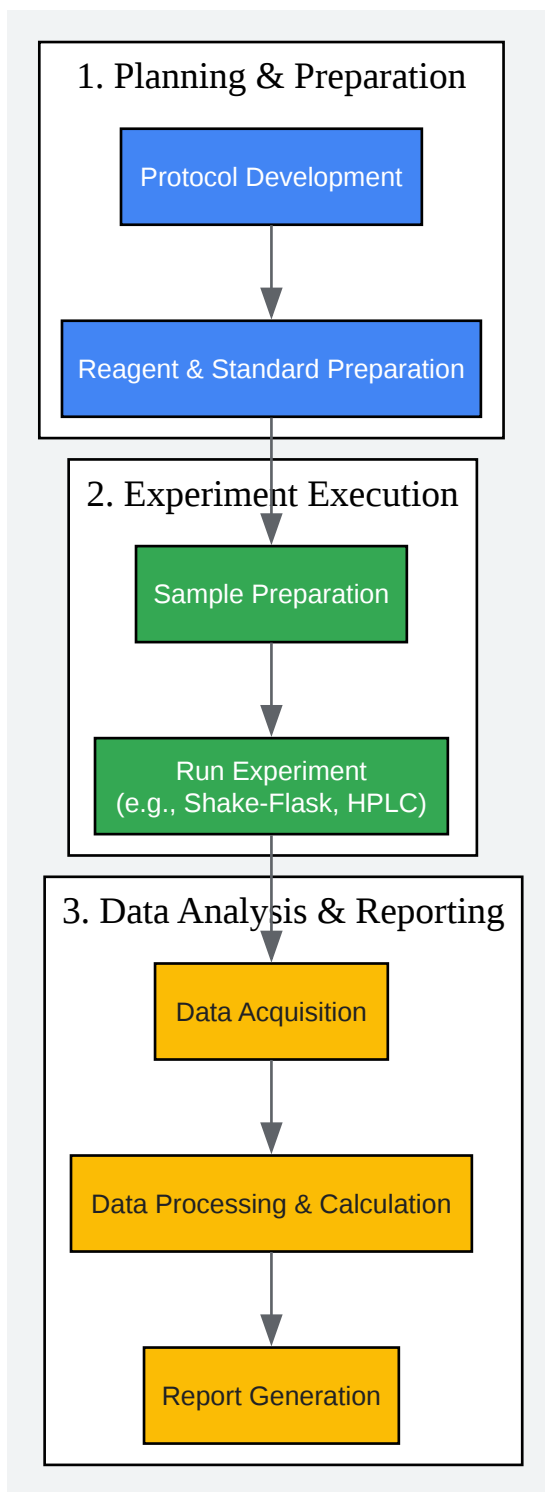 1. Planning & Preparation
Protocol Development
Reagent & Standard Preparation
2. Experiment Execution
Sample Preparation
Run Experiment
(e.g., Shake-Flask, HPLC)
3. Data Analysis & Reporting
Data Acquisition
Data Processing & Calculation
Report Generation